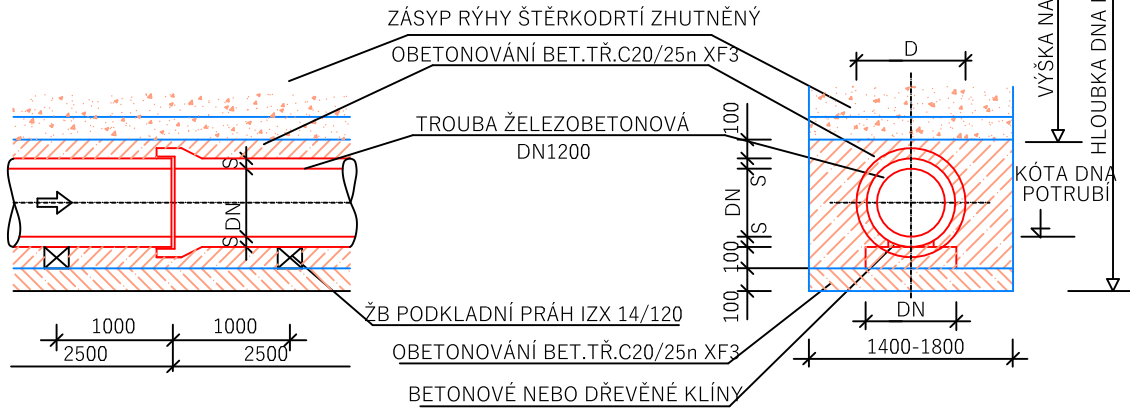 ZÁSYP RÝHY ŠTĚRKODRTÍ ZHUTNĚNÝ
OBETONOVÁNÍ BET.TŘ.C20/25n XF3
TROUBA ŽELEZOBETONOVÁ
DN1200
S
DN
S
1000
1000
2500
2500
ŽB PODKLADNÍ PRÁH IZX 14/120
OBETONOVÁNÍ BET.TŘ.C20/25n XF3
BETONOVÉ NEBO DŘEVĚNÉ KLÍNY
D
100
S
DN
S
100
100
DN
1400-1800
VÝŠKA NA
HLOUBKA DNA
KÓTA DNA
POTRUBÍ